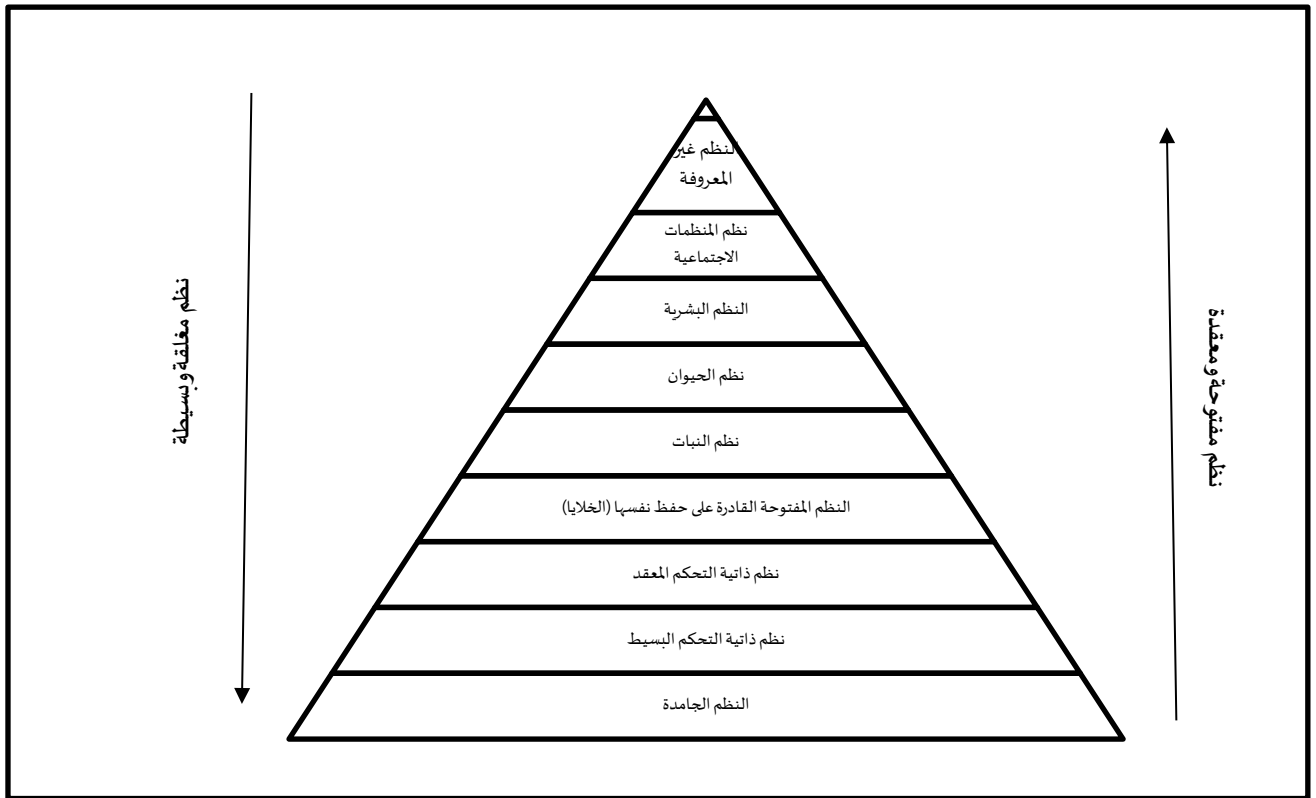 النظم غير
المعروفة
نظم المنظمات
الاجتماعية
النظم البشرية
نظم الحيوان
نظم النبات
النظم المفتوحة القادرة على حفظ نفسها (الخلايا)
نظم ذاتية التحكم المعقد
نظم ذاتية التحكم البسيط
النظم الجامدة
نظم مفتوحة ومعقدة
نظم مغلقة وبسيطة